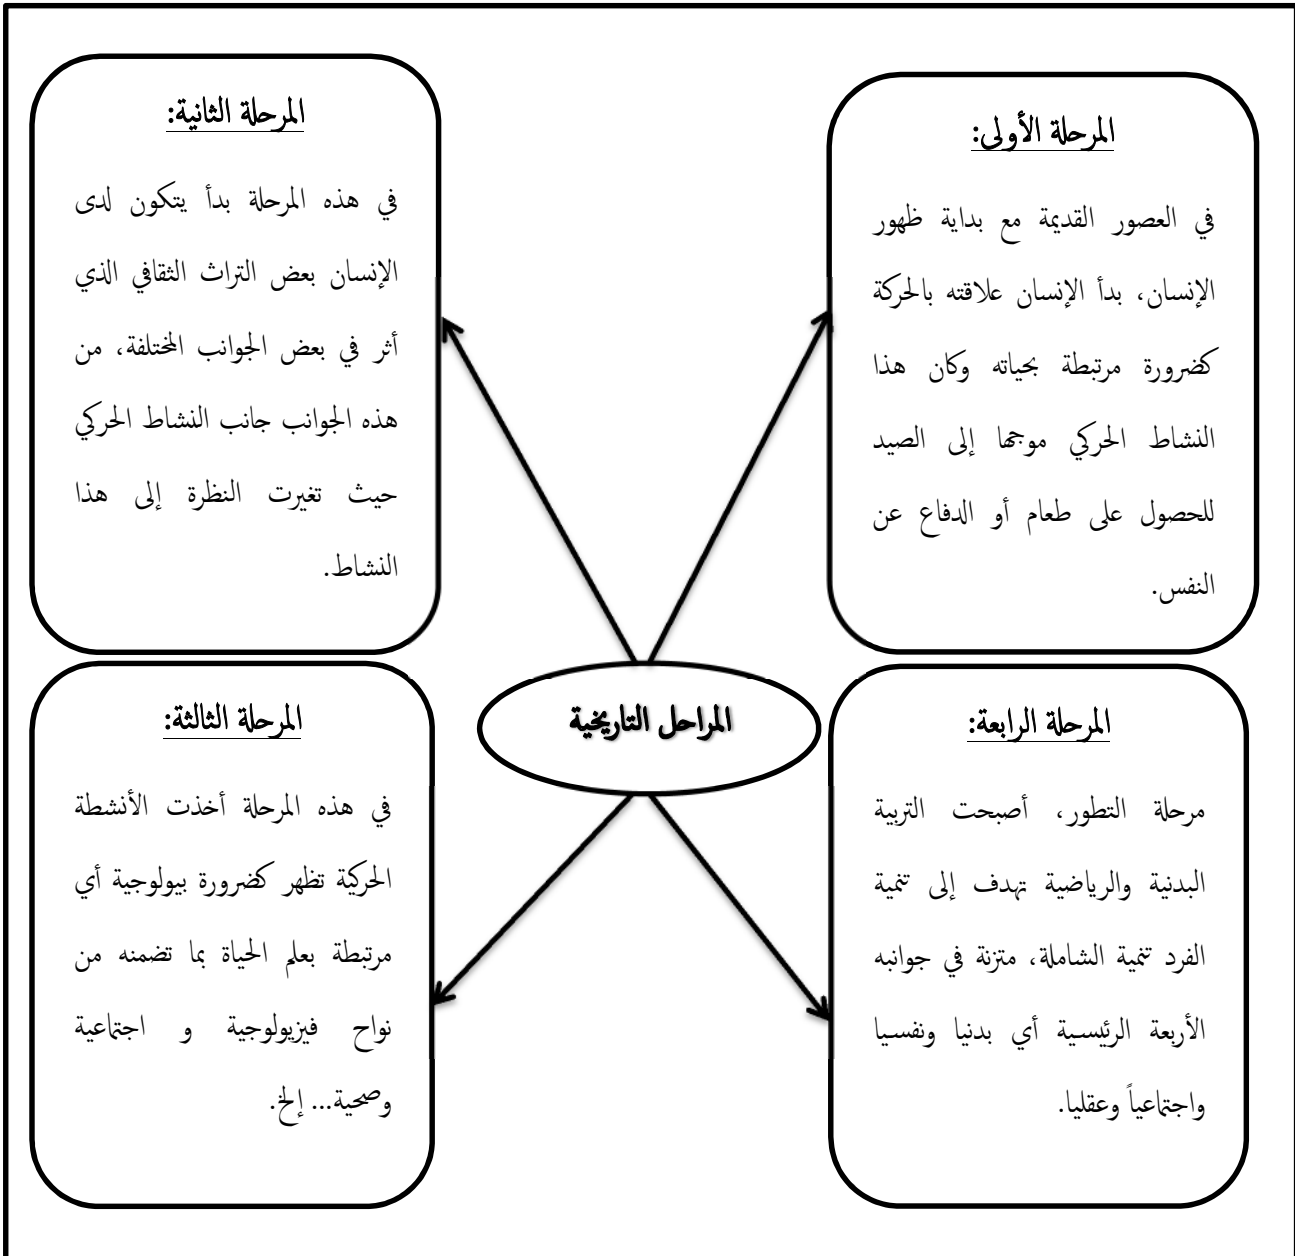 المرحلة الأولى:
في العصور القديمة مع بداية ظهور
الإنسان، بدأ الإنسان علاقته بالحركة
كضرورة مرتبطة بحياته وكان هذا
النشاط الحركي موجها إلى الصيد
للحصول على طعام أو الدفاع عن
النفس.
المرحلة الثانية:
في هذه المرحلة بدأ يتكون لدى
الإنسان بعض التراث الثقافي الذي
أثر في بعض الجوانب المختلفة، من
هذه الجوانب جانب النشاط الحركي
حيث تغيرت النظرة إلى هذا
النشاط.
المراحل التاريخية
المرحلة الثالثة:
في هذه المرحلة أخذت الأنشطة
الحركية تظهر كضرورة بيولوجية أي
مرتبطة بعلم الحياة بما تضمنه من
نواح فيزيولوجية و اجتماعية
وصحية... إلخ.
المرحلة الرابعة:
مرحلة التطور، أصبحت التربية
البدنية والرياضية تهدف إلى تنمية
الفرد تنمية الشاملة، متزنة في جوانبه
الأربعة الرئيسية أي بدنيا ونفسيا
واجتماعياً وعقليا.